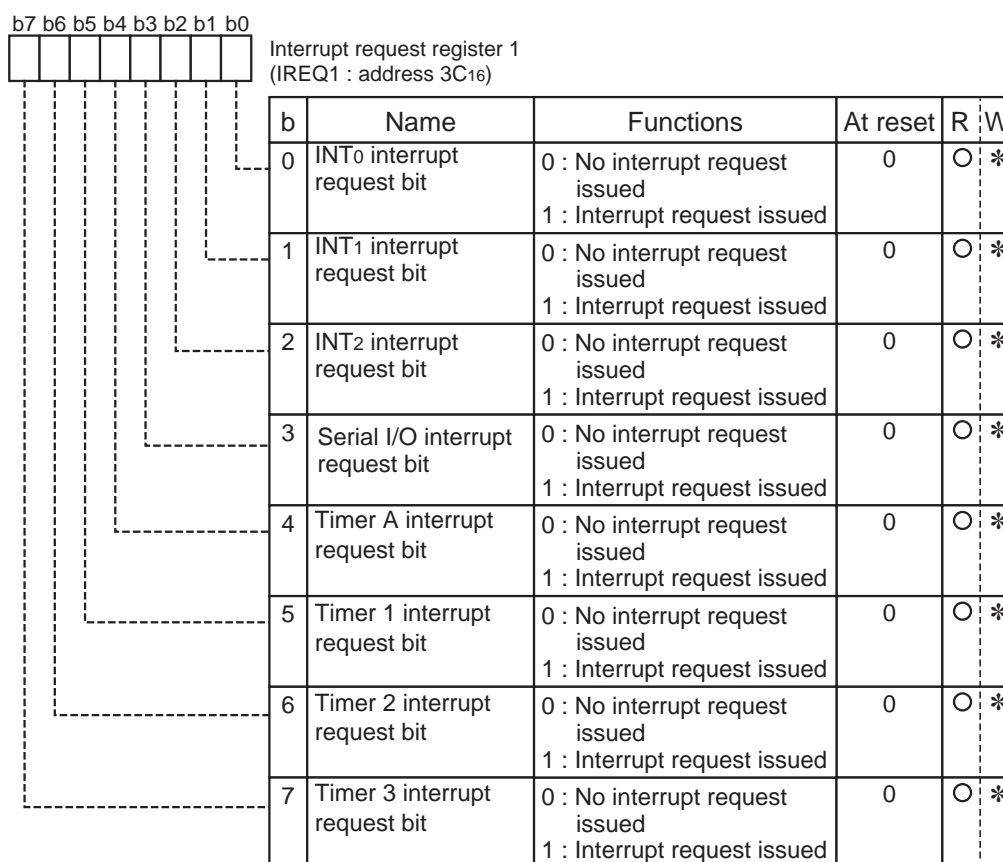 b7 b6 b5 b4 b3 b2 b1 b0
Interrupt request register 1
(IREQ1 : address 3C16)
b Name Functions At reset R W
0 INT0 interrupt request bit 0 : No interrupt request issued 0 ○ ✻
1 : Interrupt request issued
1 INT1 interrupt request bit 0 : No interrupt request issued 0 ○ ✻
1 : Interrupt request issued
2 INT2 interrupt request bit 0 : No interrupt request issued 0 ○ ✻
1 : Interrupt request issued
3 Serial I/O interrupt request bit 0 : No interrupt request issued 0 ○ ✻
1 : Interrupt request issued
4 Timer A interrupt request bit 0 : No interrupt request issued 0 ○ ✻
1 : Interrupt request issued
5 Timer 1 interrupt request bit 0 : No interrupt request issued 0 ○ ✻
1 : Interrupt request issued
6 Timer 2 interrupt request bit 0 : No interrupt request issued 0 ○ ✻
1 : Interrupt request issued
7 Timer 3 interrupt request bit 0 : No interrupt request issued 0 ○ ✻
1 : Interrupt request issued